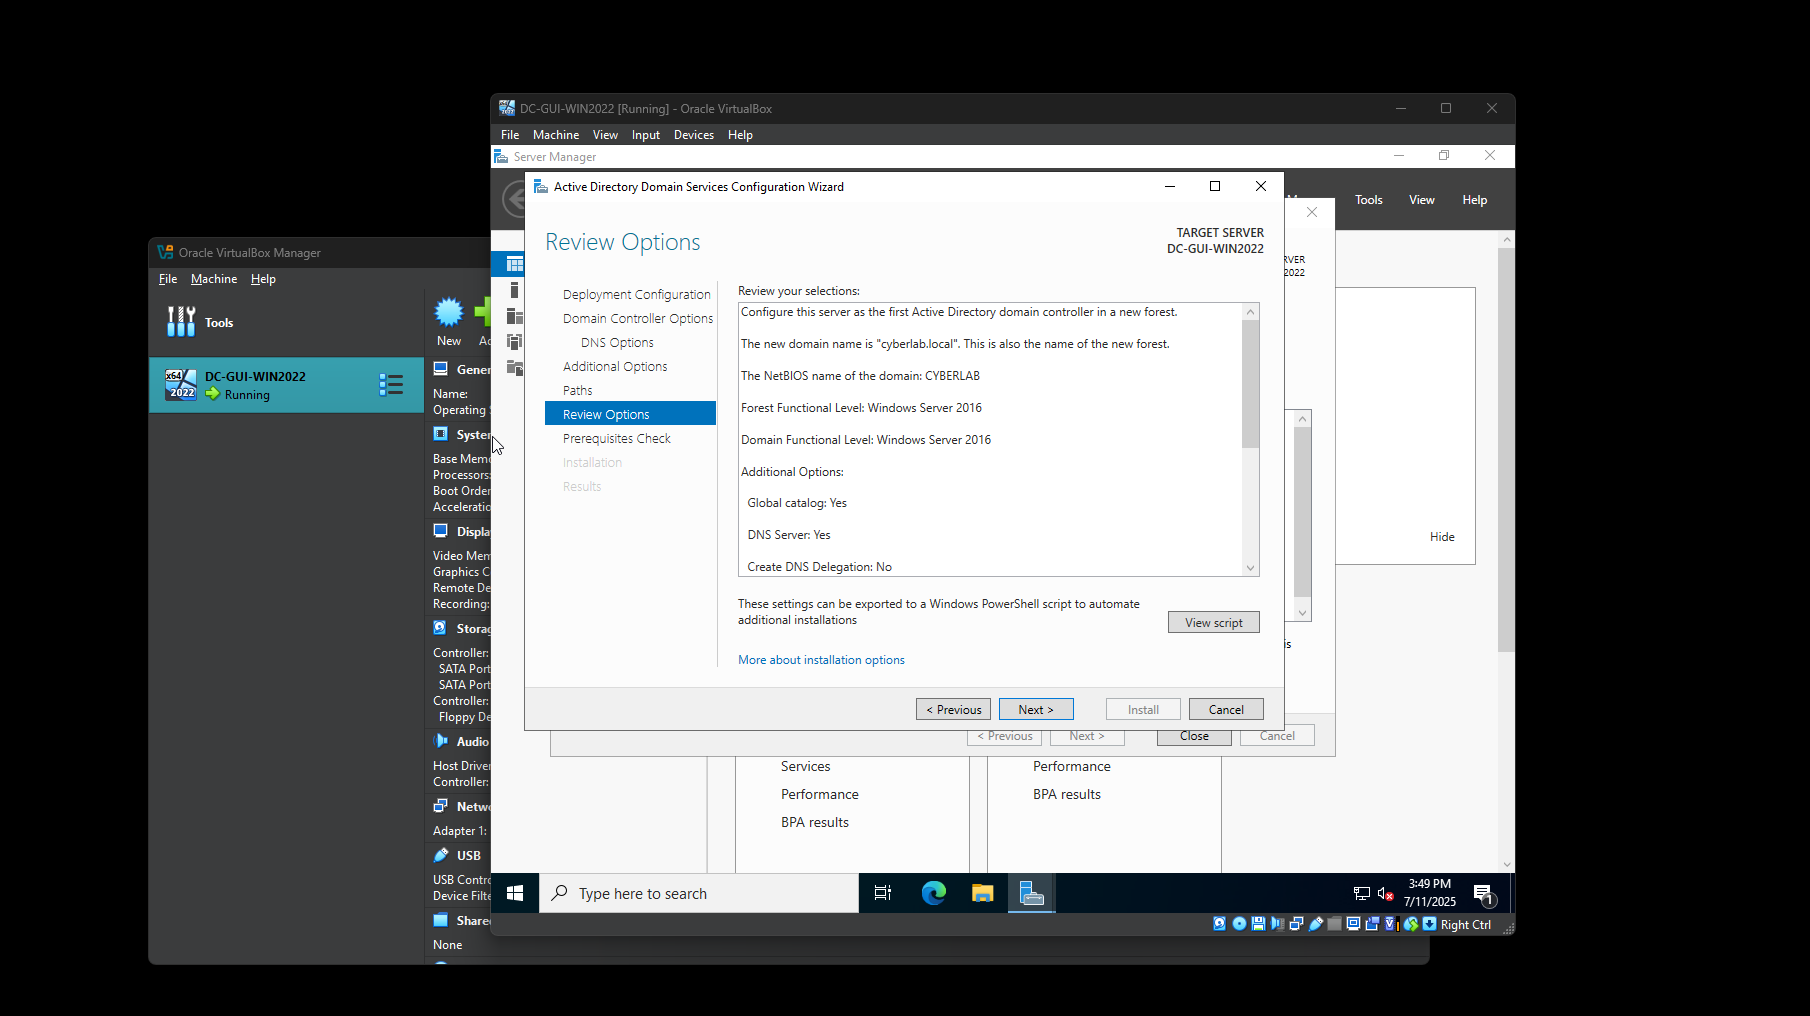 DC-GUI-WIN2022 [Running] - Oracle VirtualBox
File Machine View Input Devices Help
Server Manager
Tools View Help
Active Directory Domain Services Configuration Wizard
Review Options
TARGET SERVER
DC-GUI-WIN2022
Deployment Configuration
Domain Controller Options
DNS Options
Additional Options
Paths
Review Options
Prerequisites Check
Installation
Results
Review your selections:
Configure this server as the first Active Directory domain controller in a new forest.
The new domain name is "cyberlab.local". This is also the name of the new forest.
The NetBIOS name of the domain: CYBERLAB
Forest Functional Level: Windows Server 2016
Domain Functional Level: Windows Server 2016
Additional Options:
Global catalog: Yes
DNS Server: Yes
Create DNS Delegation: No
These settings can be exported to a Windows PowerShell script to automate
additional installations
View script
More about installation options
< Previous Next > Install Cancel
RVER
2022
is
Hide
< Previous Next > Close Cancel
Services
Performance
BPA results
Performance
BPA results
Type here to search
3:49 PM
7/11/2025
1
Right Ctrl
Oracle VirtualBox Manager
File Machine Help
Tools
New
x64
2022
DC-GUI-WIN2022
Running
Gener
Name:
Operating
System
Base Mem
Processors:
Boot Order
Acceleratio
Display
Video Mem
Graphics C
Remote De
Recording:
Storag
Controller:
SATA Port
SATA Port
Controller:
Floppy De
Audio
Host Driver
Controller:
Netwo
Adapter 1:
USB
USB Contro
Device Filte
Share
None